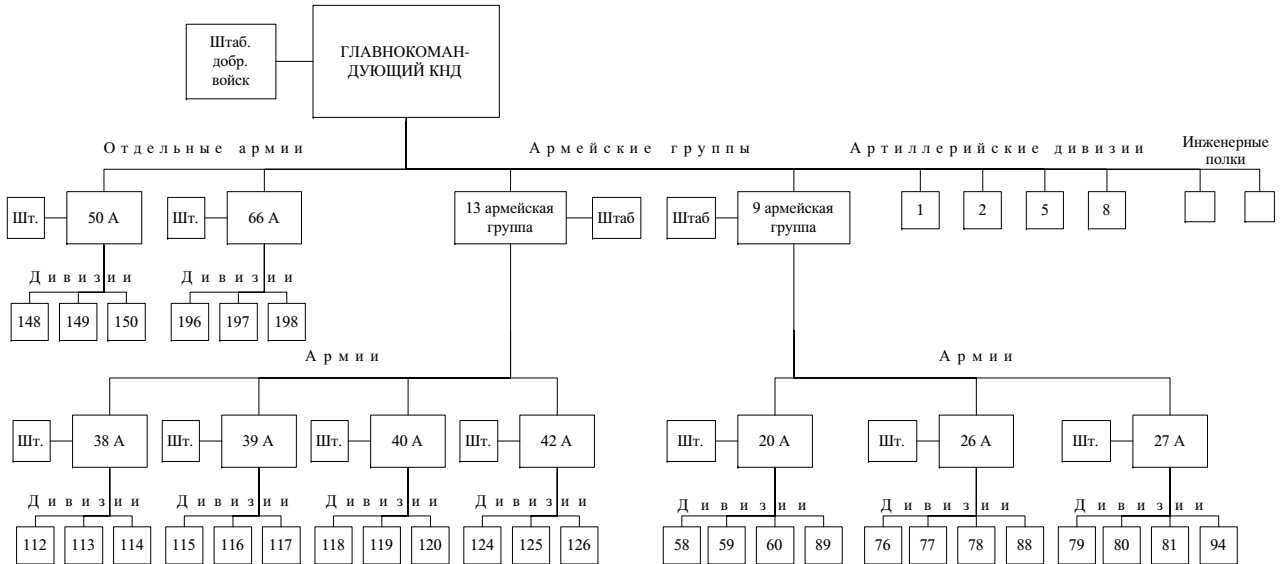 Штаб.
добр.
войск
ГЛАВНОКОМАН-
ДУЮЩИЙ КНД
Отдельные армии
Армейские группы
Артиллерийские дивизии
Инженерные
полки
Шт.
50 А
Шт.
66 А
13 армейская
группа
Штаб
Штаб
9 армейская
группа
1
2
5
8
Дивизии
Дивизии
148
149
150
196
197
198
Армии
Армии
Шт.
38 А
Шт.
39 А
Шт.
40 А
Шт.
42 А
Шт.
20 А
Шт.
26 А
Шт.
27 А
Дивизии
Дивизии
Дивизии
Дивизии
Дивизии
Дивизии
Дивизии
112
113
114
115
116
117
118
119
120
124
125
126
58
59
60
89
76
77
78
88
79
80
81
94